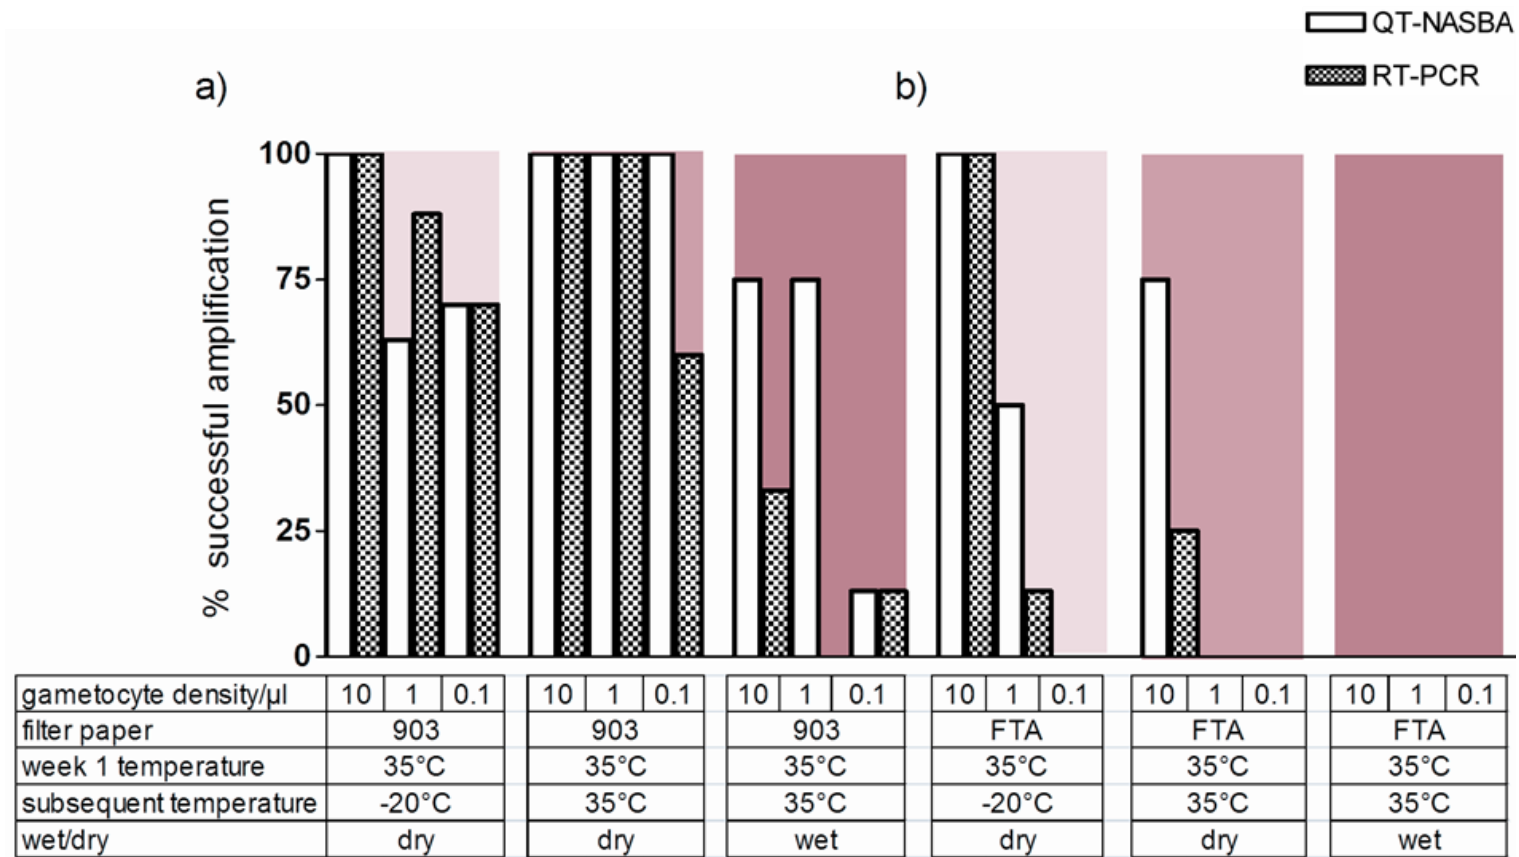 QT-NASBA
RT-PCR
a)
b)
% successful amplification
100
75
50
25
0
gametocyte density/µl 10 1 0.1 10 1 0.1 10 1 0.1 10 1 0.1 10 1 0.1 10 1 0.1
filter paper 903 903 903 FTA FTA FTA
week 1 temperature 35°C 35°C 35°C 35°C 35°C 35°C
subsequent temperature -20°C 35°C 35°C -20°C 35°C 35°C
wet/dry dry dry wet dry dry wet